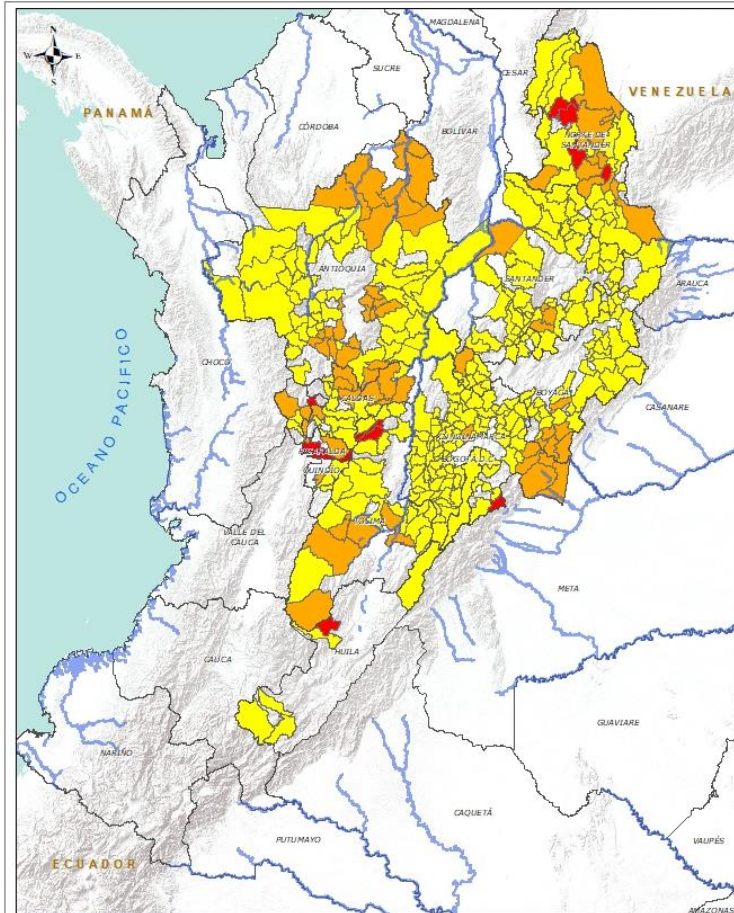 MAGDALENA
N
W E
S
SUCRE
CESAR
VENEZUELA
PANAMÁ
CÓRDOBA
BOLÍVAR
NORTE DE
SANTANDER
ANTIOQUIA
SANTANDER
ARAUCA
CHOCÓ
BOYACÁ
CASANARE
CALDAS
CUNDINAMARCA
BOGOTÁ, D.C.
OCEANO PACIFICO
RISARALDA
QUINDIO
TOLIMA
VALLE DEL
CAUCA
META
HUILA
CAUCA
GUAVIARE
NARIÑO
CAQUETÁ
PUTUMAYO
VAUPÉS
ECUADOR
AMAZONAS